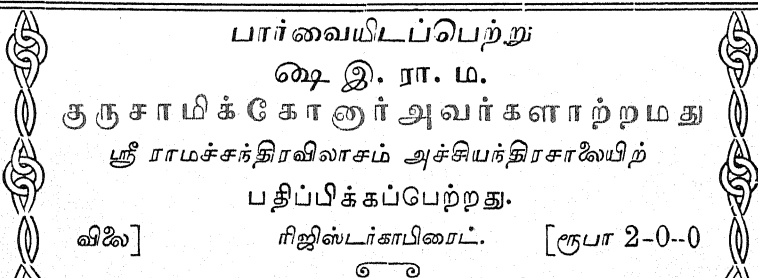 பார்வையிடப்பெற்று
௸ இ. ரா. ம.
குருசாமிக்கோனார்அவர்களாற்றமது
ஸ்ரீ ராமச்சந்திரவிலாசம் அச்சியந்திரசாலையிற்
பதிப்பிக்கப்பெற்றது.
விலை] ரிஜிஸ்டர்காபிரைட். [ரூபா 2-0--0